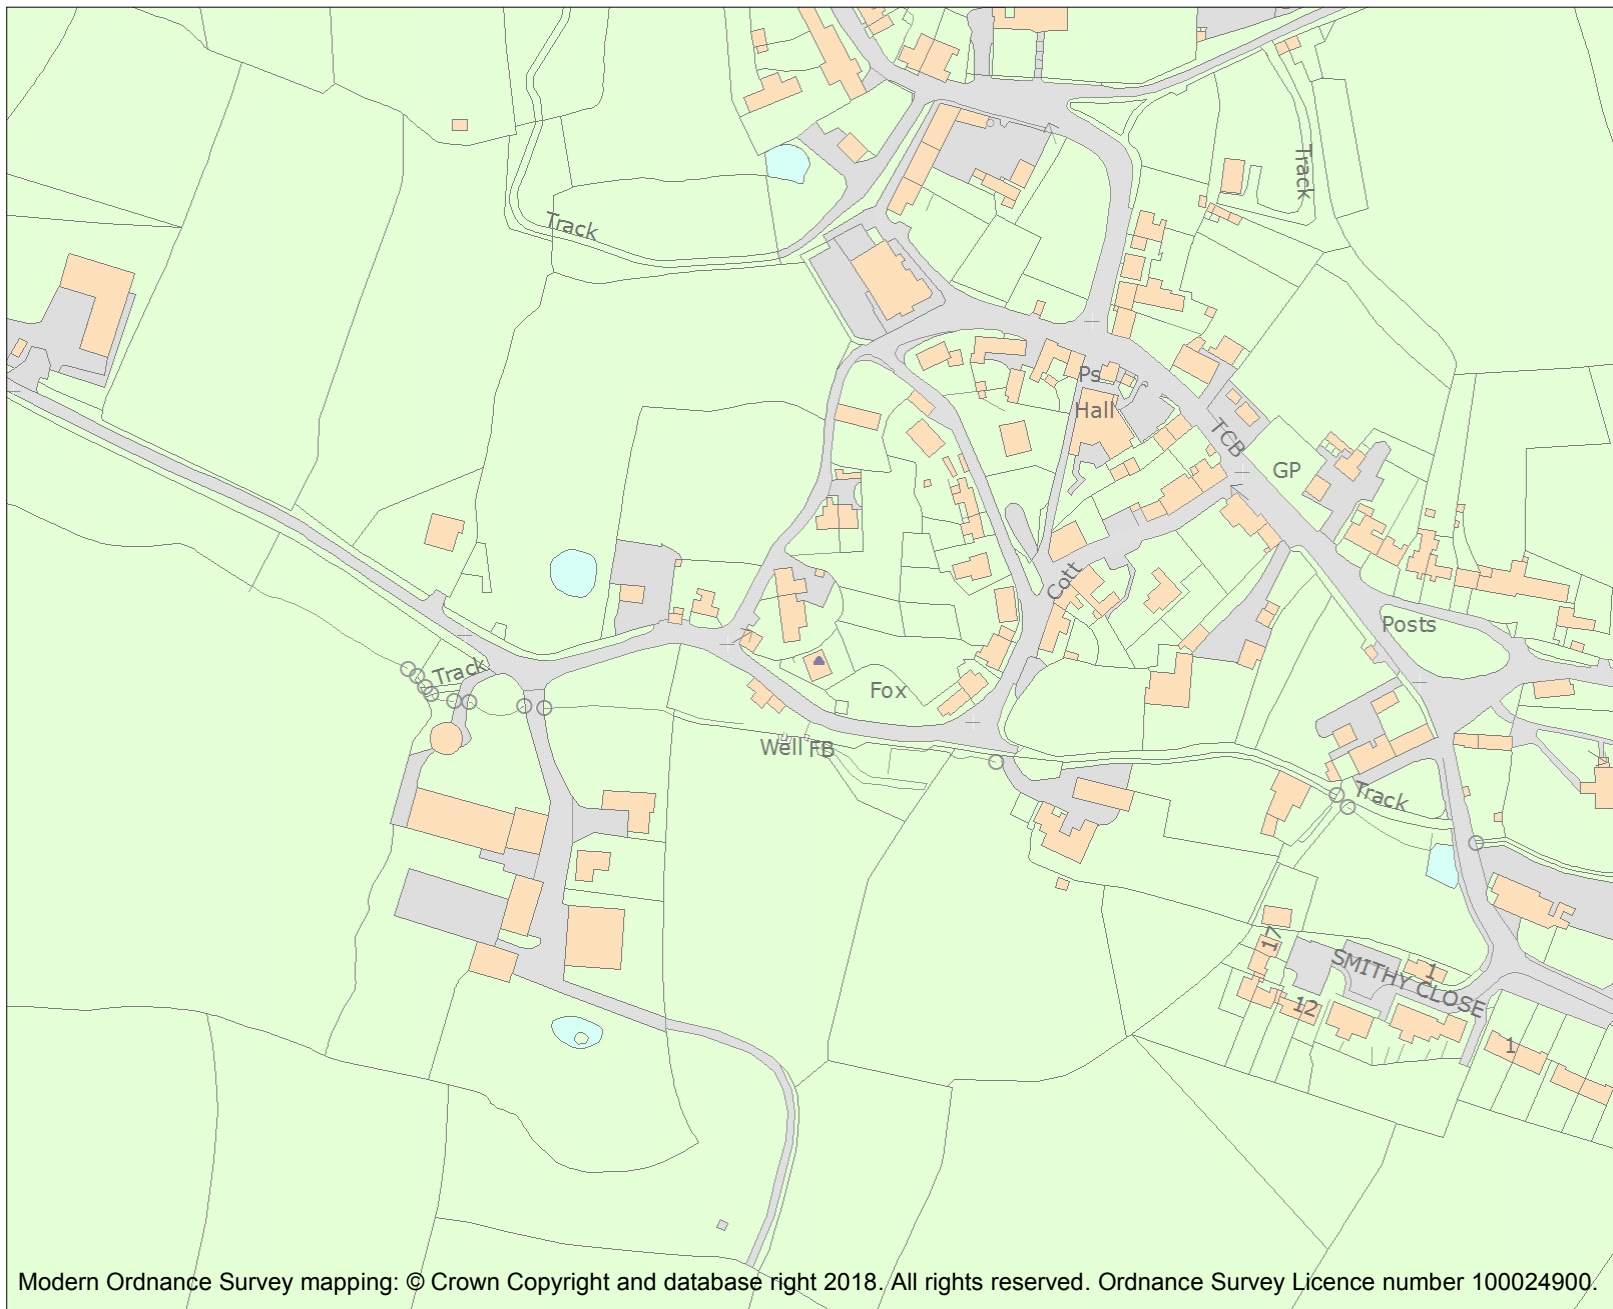 Track
Track
Ps
Hall
TCB
GP
Cott
Posts
Track
Fox
Well FB
Track
17
SMITHY CLOSE
1
12
1
Modern Ordnance Survey mapping: © Crown Copyright and database right 2018. All rights reserved. Ordnance Survey Licence number 100024900.